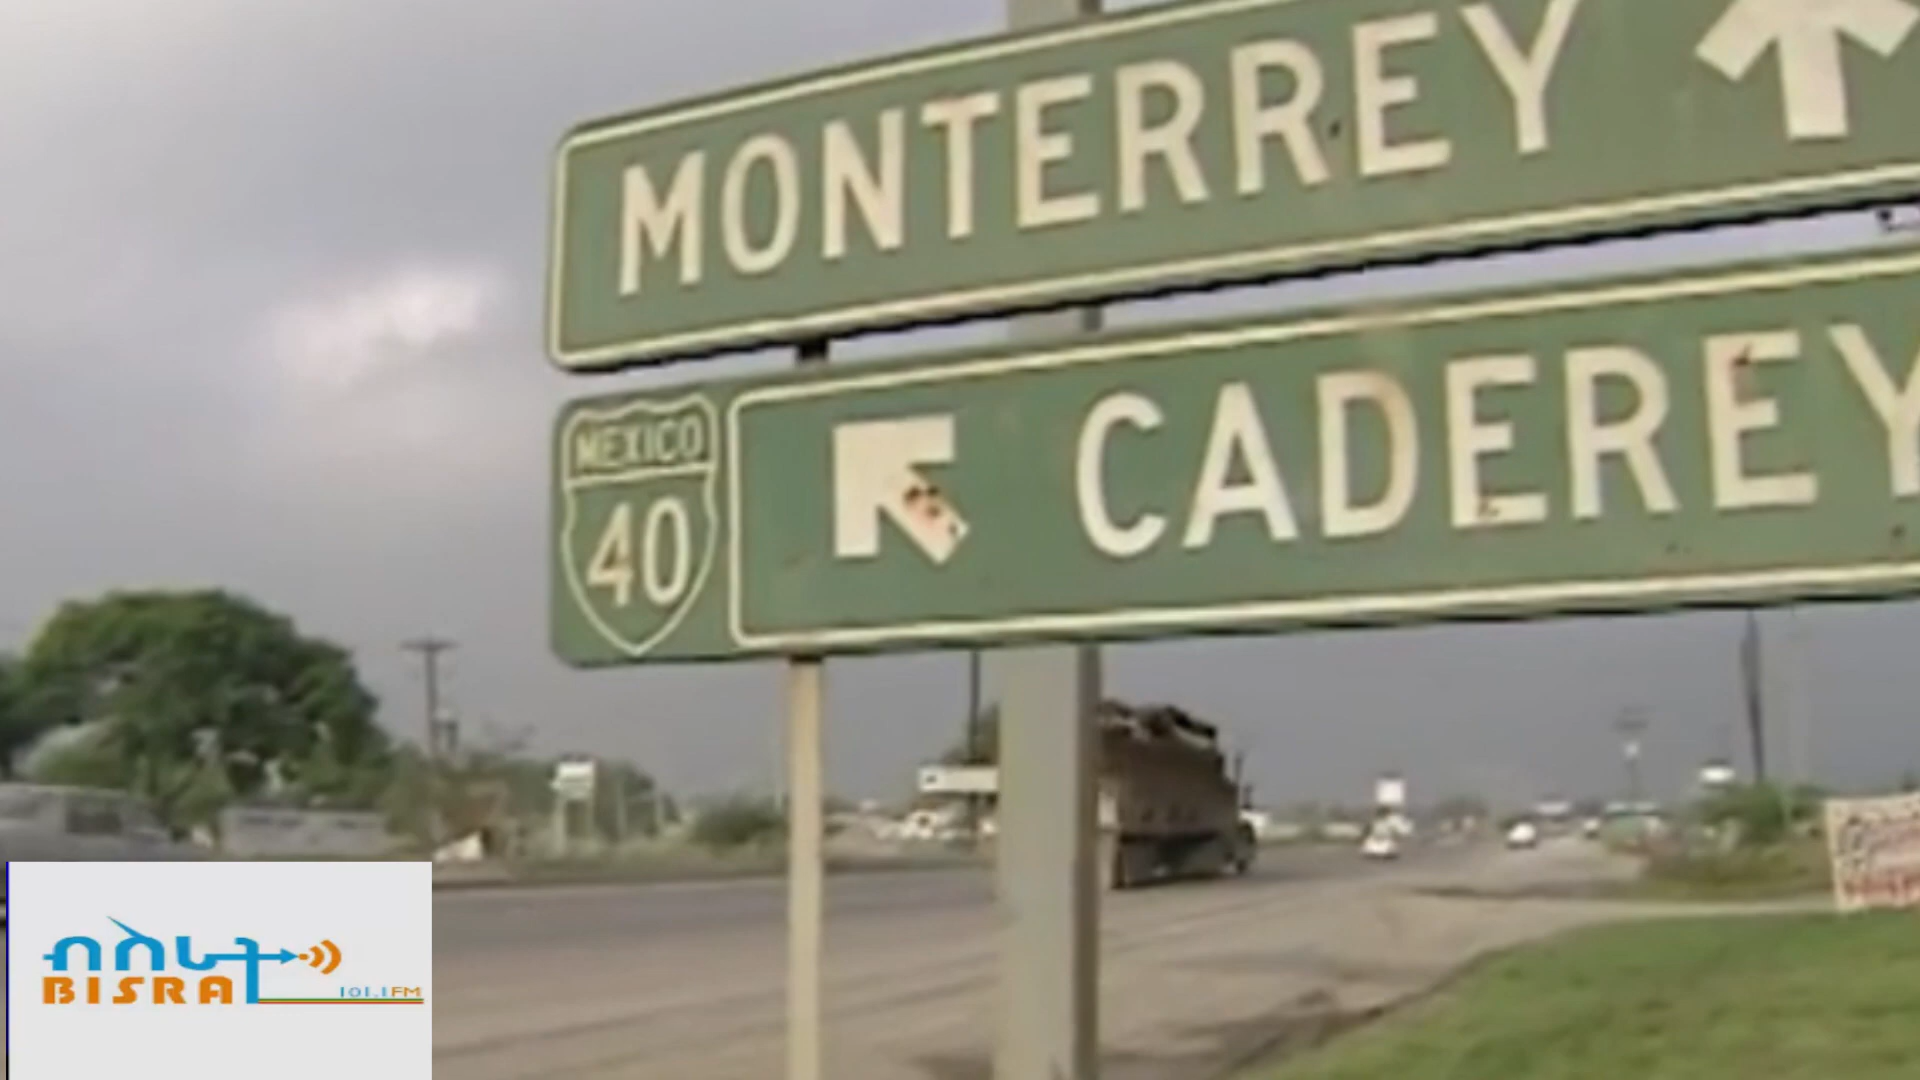 MONTERREY
MEXICO
40
CADEREY
ብስራት
BISRAT
101.1FM